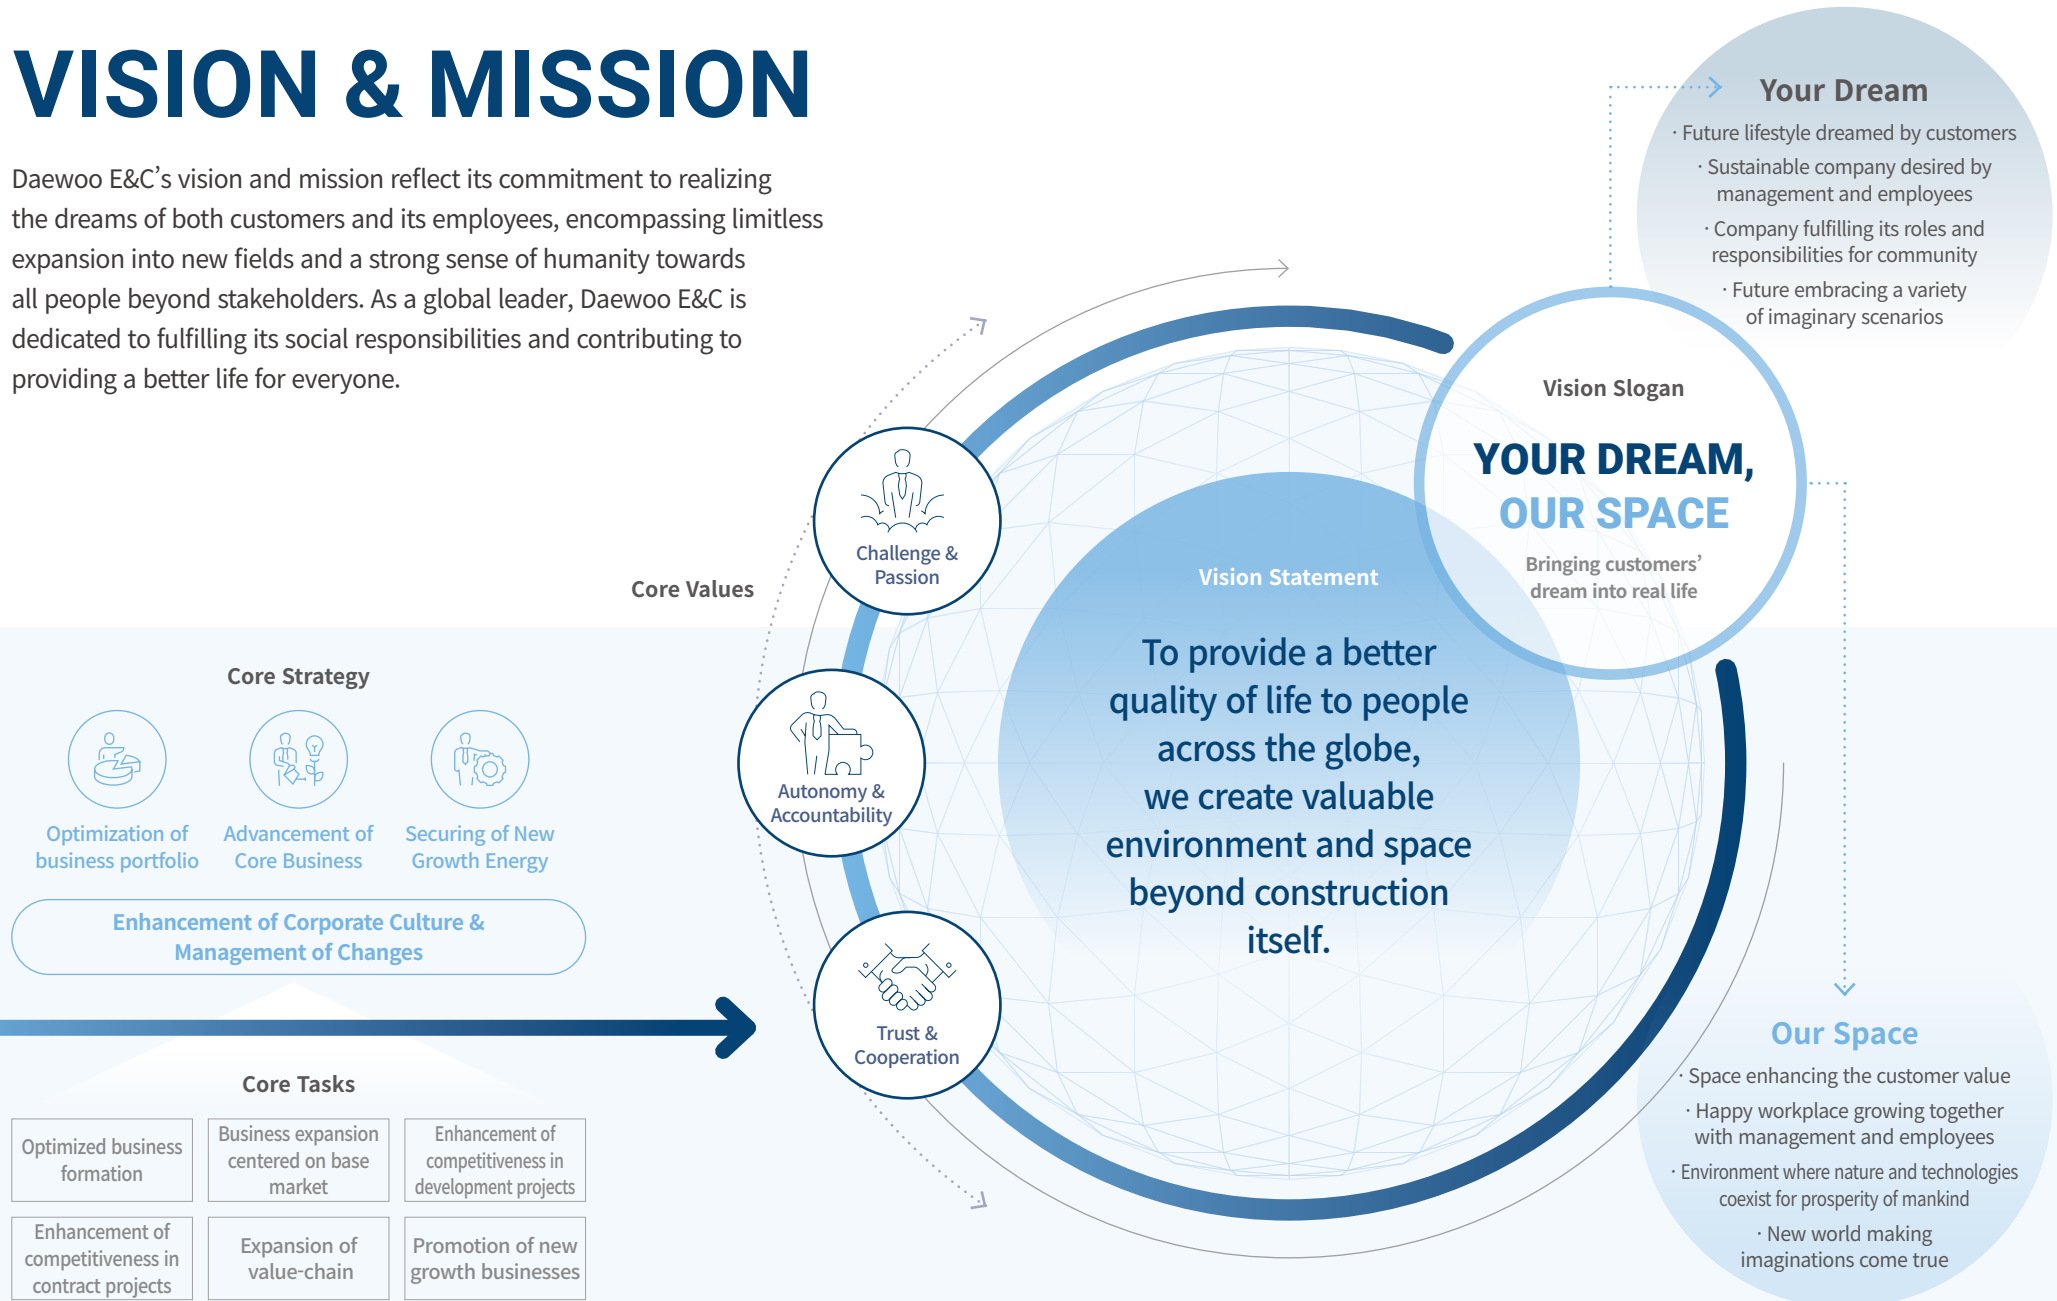 VISION & MISSION
Daewoo E&C’s vision and mission reflect its commitment to realizing
the dreams of both customers and its employees, encompassing limitless
expansion into new fields and a strong sense of humanity towards
all people beyond stakeholders. As a global leader, Daewoo E&C is
dedicated to fulfilling its social responsibilities and contributing to
providing a better life for everyone.
Your Dream
· Future lifestyle dreamed by customers
· Sustainable company desired by
management and employees
· Company fulfilling its roles and
responsibilities for community
· Future embracing a variety
of imaginary scenarios
Vision Slogan
YOUR DREAM,
OUR SPACE
Bringing customers’
dream into real life
Vision Statement
To provide a better
quality of life to people
across the globe,
we create valuable
environment and space
beyond construction
itself.
Core Values
Challenge &
Passion
Autonomy &
Accountability
Trust &
Cooperation
Core Strategy
Optimization of
business portfolio
Advancement of
Core Business
Securing of New
Growth Energy
Enhancement of Corporate Culture &
Management of Changes
Core Tasks
Optimized business
formation
Business expansion
centered on base
market
Enhancement of
competitiveness in
development projects
Enhancement of
competitiveness in
contract projects
Expansion of
value-chain
Promotion of new
growth businesses
Our Space
· Space enhancing the customer value
· Happy workplace growing together
with management and employees
· Environment where nature and technologies
coexist for prosperity of mankind
· New world making
imaginations come true